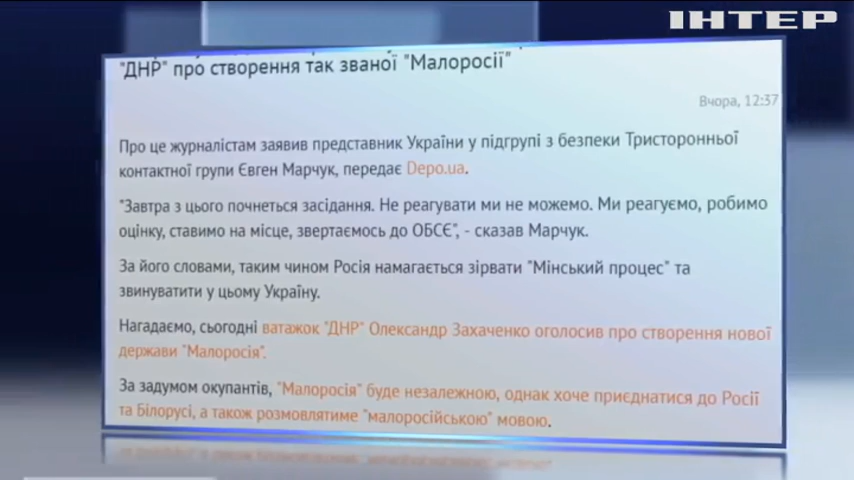 ІНТЕР
"ДНР" про створення так званої "Малоросії"
Вчора, 12:37
Про це журналістам заявив представник України у підгрупі з безпеки Тристоронньої
контактної групи Євген Марчук, передає Depo.ua.
"Завтра з цього почнеться засідання. Не реагувати ми не можемо. Ми реагуємо, робимо
оцінку, ставимо на місце, звертаємось до ОБСЄ", - сказав Марчук.
За його словами, таким чином Росія намагається зірвати "Мінський процес" та
звинуватити у цьому Україну.
Нагадаємо, сьогодні ватажок "ДНР" Олександр Захаченко оголосив про створення нової
держави "Малоросія".
За задумом окупантів, "Малоросія" буде незалежною, однак хоче приєднатися до Росії
та Білорусі, а також розмовлятиме "малоросійською" мовою.